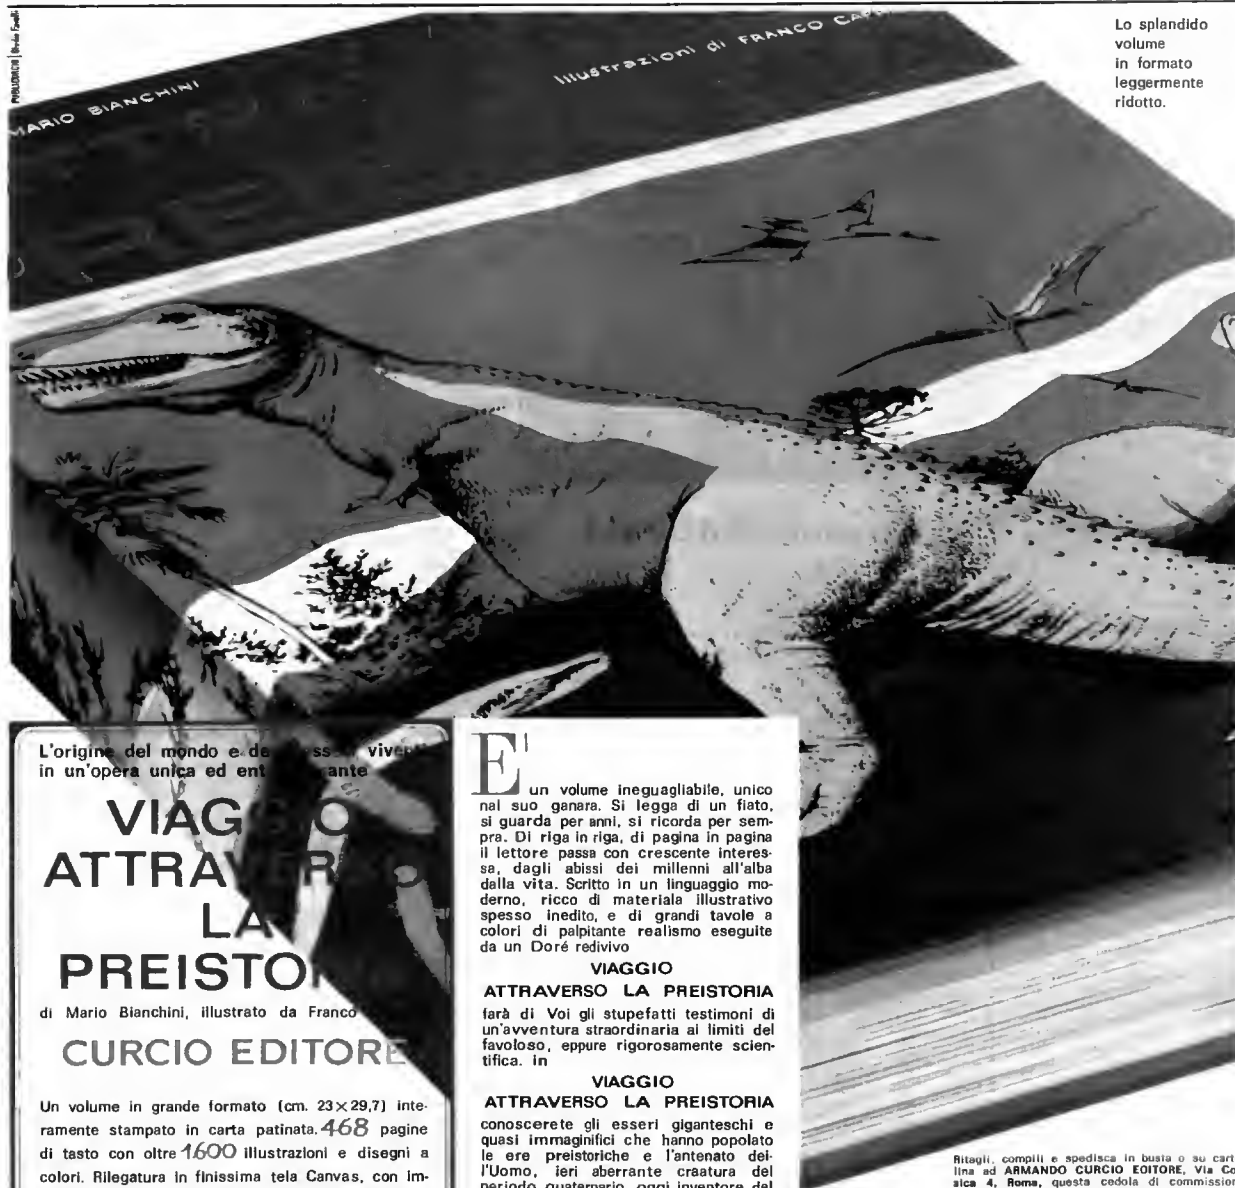 MARIO BIANCHINI
Illustrazioni di FRANCO
Lo splendido
volume
in formato
leggermente
ridotto.
L'origine del mondo e
in un'opera unica ed
VIAG
ATTRAV
LA
PREISTO
di Mario Bianchini, illustrato da Franco
CURCIO EDITORE
Un volume in grande formato (cm. 23×29,7) inte-
ramente stampato in carta patinata. 468 pagine
di tasto con oltre 1600 illustrazioni e disegni a
colori. Rilegatura in finissima tela Canvas, con im-
E'
un volume ineguagliabile, unico
nal suo ganara. Si legga di un fiato,
si guarda per anni, si ricorda per sem-
pra. Di riga in riga, di pagina in pagina
il lettore passa con crescente interes-
sa, dagli abissi dei millenni all'alba
dalla vita. Scritto in un linguaggio mo-
derno, ricco di materiala illustrativo
spesso inedito, e di grandi tavole a
colori di palpitante realismo eseguite
da un Doré redivivo
VIAGGIO
ATTRAVERSO LA PREISTORIA
farà di Voi gli stupefatti testimoni di
un'avventura straordinaria ai limiti del
favoloso, eppure rigorosamente scien-
tifica. in
VIAGGIO
ATTRAVERSO LA PREISTORIA
conoscerete gli esseri giganteschi e
quasi immaginifici che hanno popolato
le ere preistoriche e l'antenato del-
l'Uomo, ieri aberrante craatura del
periodo quaternario, oggi inventore del
Ritagli, compili e spedisca in busta o su cart
lina ad ARMANDO CURCIO EDITORE, Via Co
sica 4, Roma, questa cedola di commission